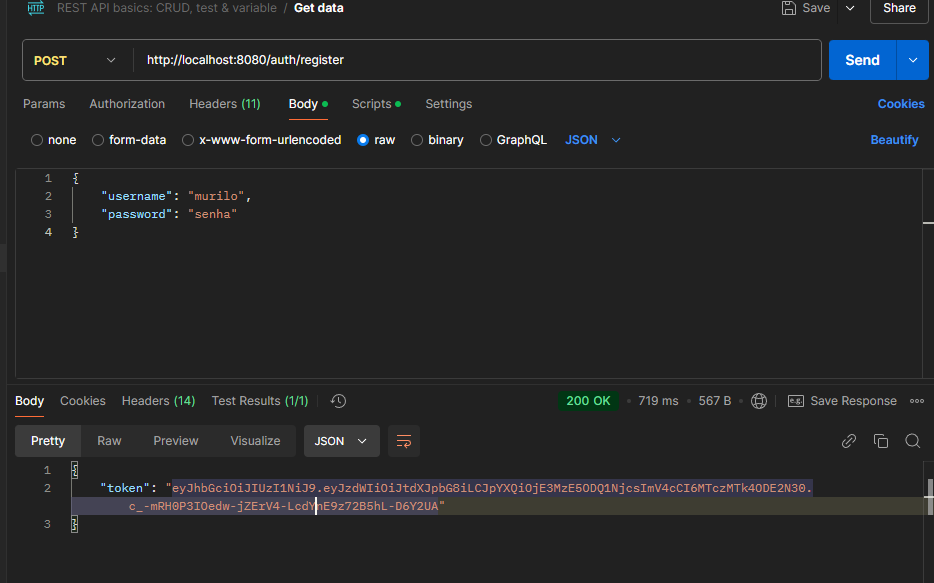 HTTP REST API basics: CRUD, test & variable / Get data Save Share
POST http://localhost:8080/auth/register Send
Params Authorization Headers (11) Body Scripts Settings Cookies
none form-data x-www-form-urlencoded raw binary GraphQL JSON Beautify
1 {
2 "username": "murilo",
3 "password": "senha"
4 }
Body Cookies Headers (14) Test Results (1/1) 200 OK 719 ms 567 B e.g. Save Response
Pretty Raw Preview Visualize JSON
1 {
2 "token": "eyJhbGciOiJIUzI1NiJ9.eyJzdWIiOiJtdXJpbG8iLCJpYXQiOjE3MzE5ODQ1NjcsImV4cCI6MTczMTk4ODE2N30.
c_-mRH0P3IOedw-jZErV4-LcdYnE9z72B5hL-D6Y2UA"
3 }